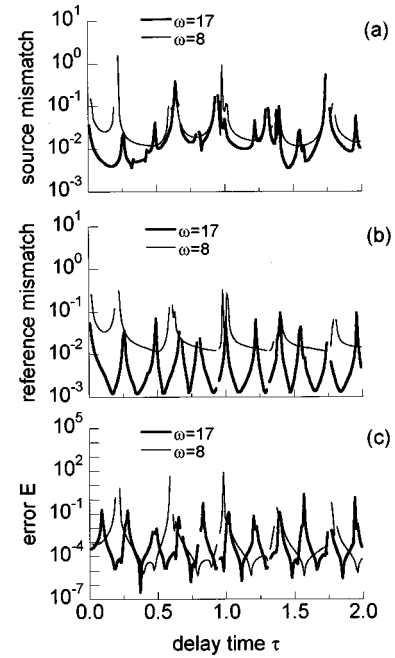 ω=17
ω=8
(a)
source mismatch
10^1
10^0
10^-1
10^-2
10^-3
ω=17
ω=8
(b)
reference mismatch
10^1
10^0
10^-1
10^-2
10^-3
ω=17
ω=8
(c)
error E
10^5
10^2
10^-1
10^-4
10^-7
0.0 0.5 1.0 1.5 2.0
delay time τ